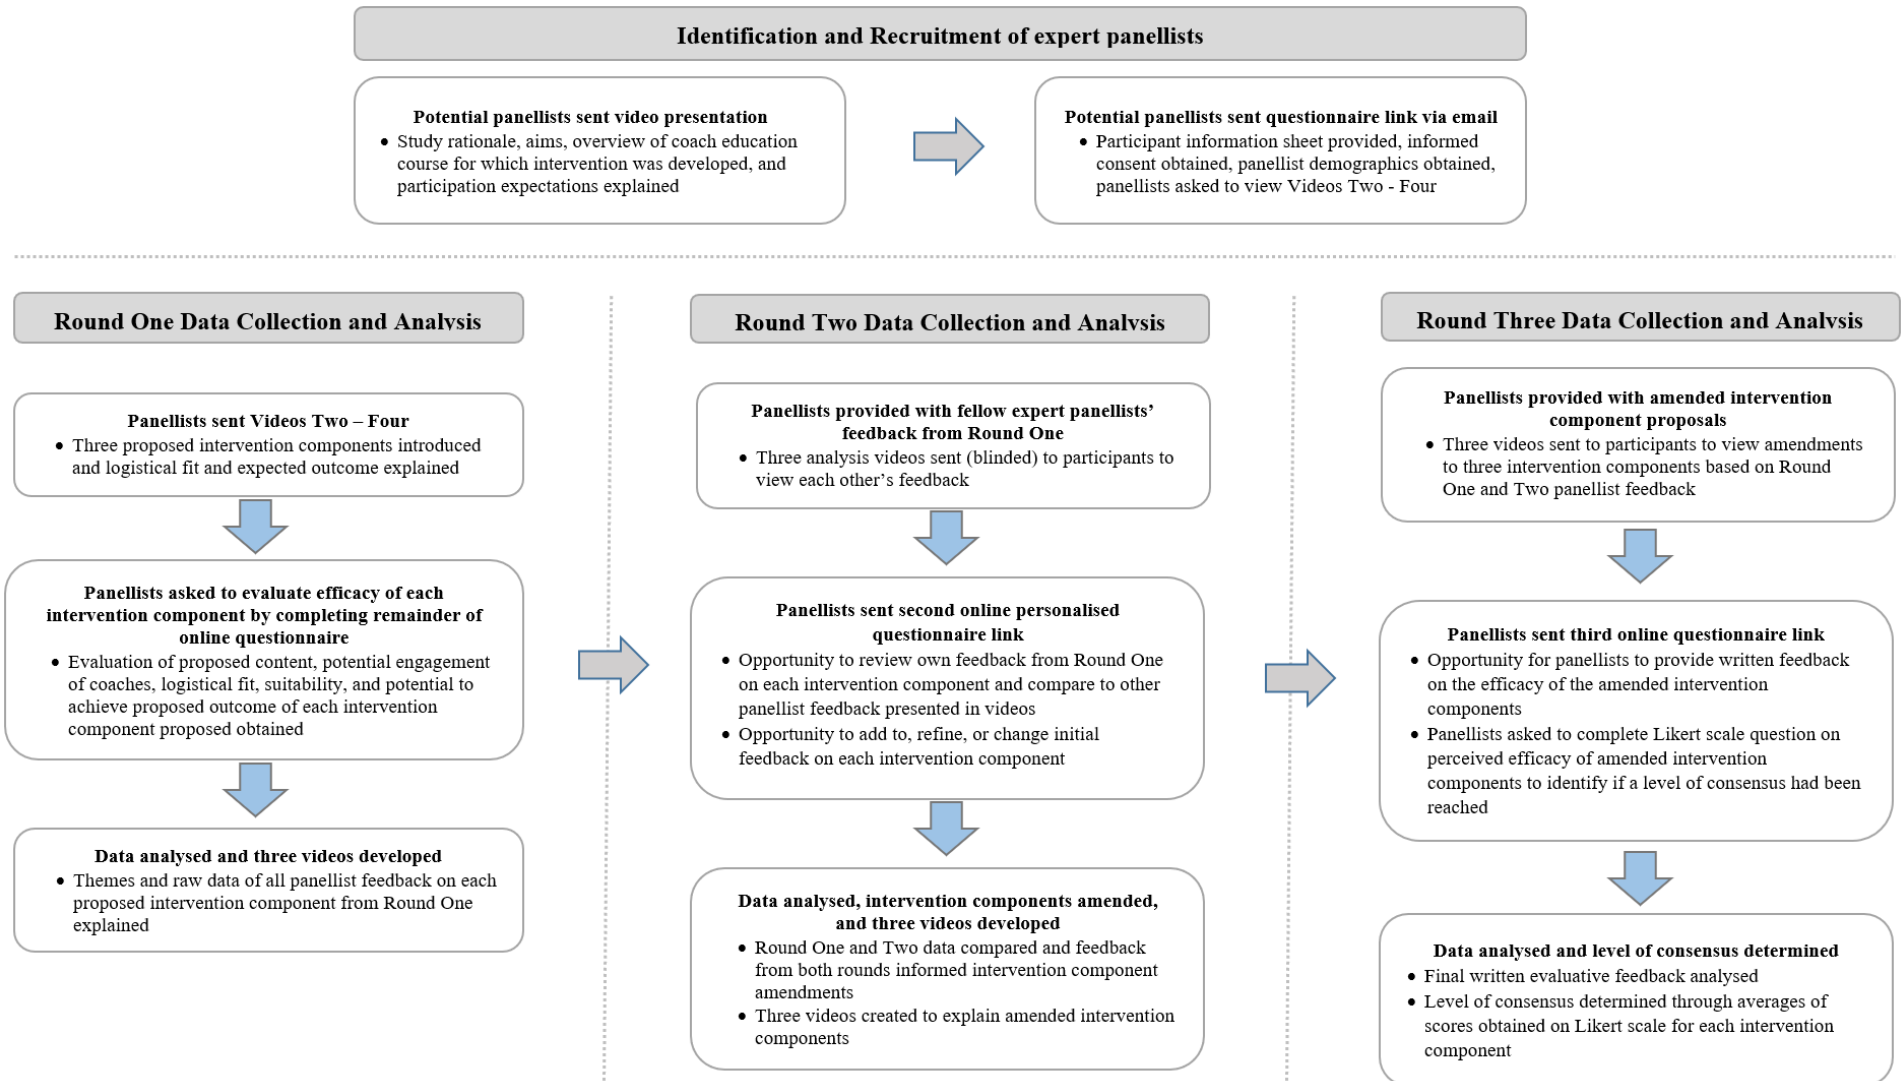 Identification and Recruitment of expert panellists
Potential panellists sent video presentation
• Study rationale, aims, overview of coach education
course for which intervention was developed, and
participation expectations explained
Potential panellists sent questionnaire link via email
• Participant information sheet provided, informed
consent obtained, panellist demographics obtained,
panellists asked to view Videos Two - Four
Round One Data Collection and Analysis
Panellists sent Videos Two – Four
• Three proposed intervention components introduced
and logistical fit and expected outcome explained
Panellists asked to evaluate efficacy of each
intervention component by completing remainder of
online questionnaire
• Evaluation of proposed content, potential engagement
of coaches, logistical fit, suitability, and potential to
achieve proposed outcome of each intervention
component proposed obtained
Data analysed and three videos developed
• Themes and raw data of all panellist feedback on each
proposed intervention component from Round One
explained
Round Two Data Collection and Analysis
Panellists provided with fellow expert panellists’
feedback from Round One
• Three analysis videos sent (blinded) to participants to
view each other’s feedback
Panellists sent second online personalised
questionnaire link
• Opportunity to review own feedback from Round One
on each intervention component and compare to other
panellist feedback presented in videos
• Opportunity to add to, refine, or change initial
feedback on each intervention component
Data analysed, intervention components amended,
and three videos developed
• Round One and Two data compared and feedback
from both rounds informed intervention component
amendments
• Three videos created to explain amended intervention
components
Round Three Data Collection and Analysis
Panellists provided with amended intervention
component proposals
• Three videos sent to participants to view amendments
to three intervention components based on Round
One and Two panellist feedback
Panellists sent third online questionnaire link
• Opportunity for panellists to provide written feedback
on the efficacy of the amended intervention
components
• Panellists asked to complete Likert scale question on
perceived efficacy of amended intervention
components to identify if a level of consensus had been
reached
Data analysed and level of consensus determined
• Final written evaluative feedback analysed
• Level of consensus determined through averages of
scores obtained on Likert scale for each intervention
component